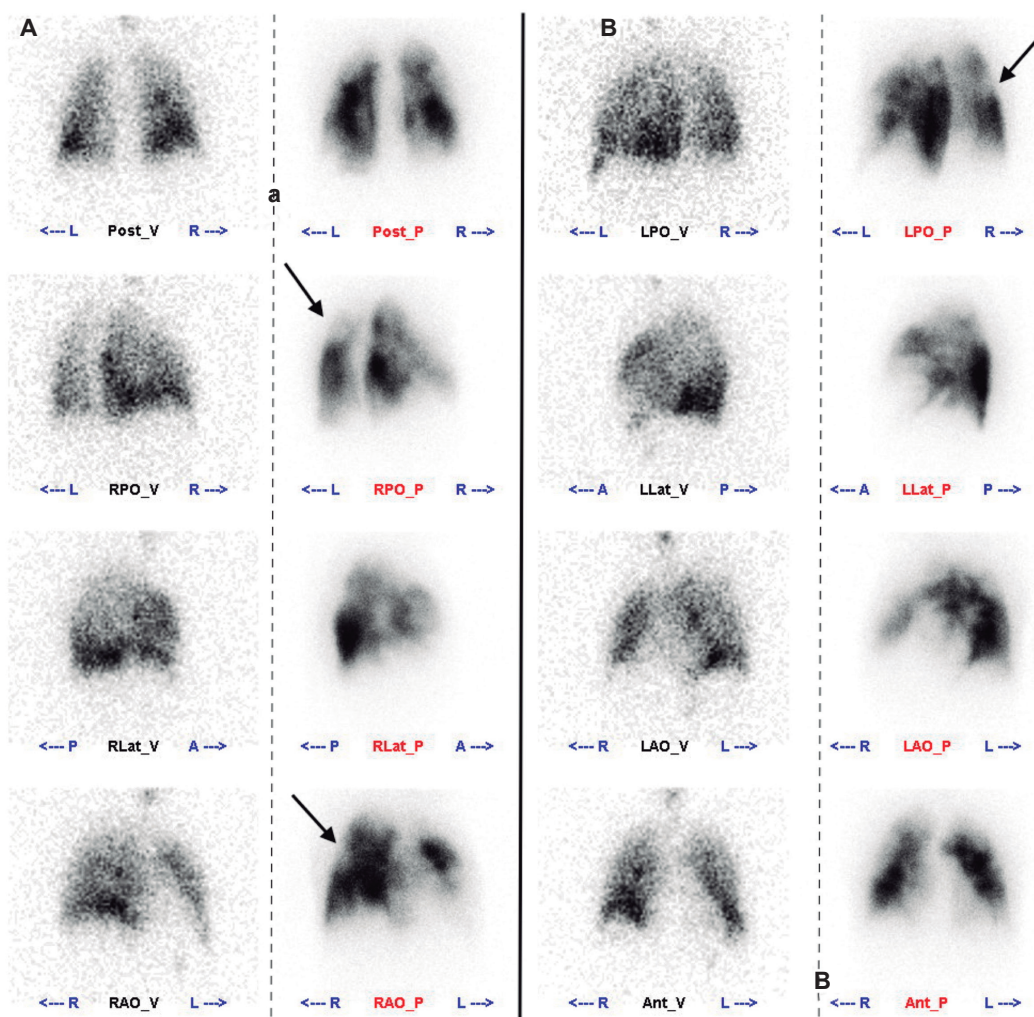 A
B
<--- L Post_V R --->
a
<--- L Post_P R --->
<--- L LPO_V R --->
<--- L LPO_P R --->
<--- L RPO_V R --->
<--- L RPO_P R --->
<--- A LLat_V P --->
<--- A LLat_P P --->
<--- P RLat_V A --->
<--- P RLat_P A --->
<--- R LAO_V L --->
<--- R LAO_P L --->
<--- R RAO_V L --->
<--- R RAO_P L --->
<--- R Ant_V L --->
B
<--- R Ant_P L --->